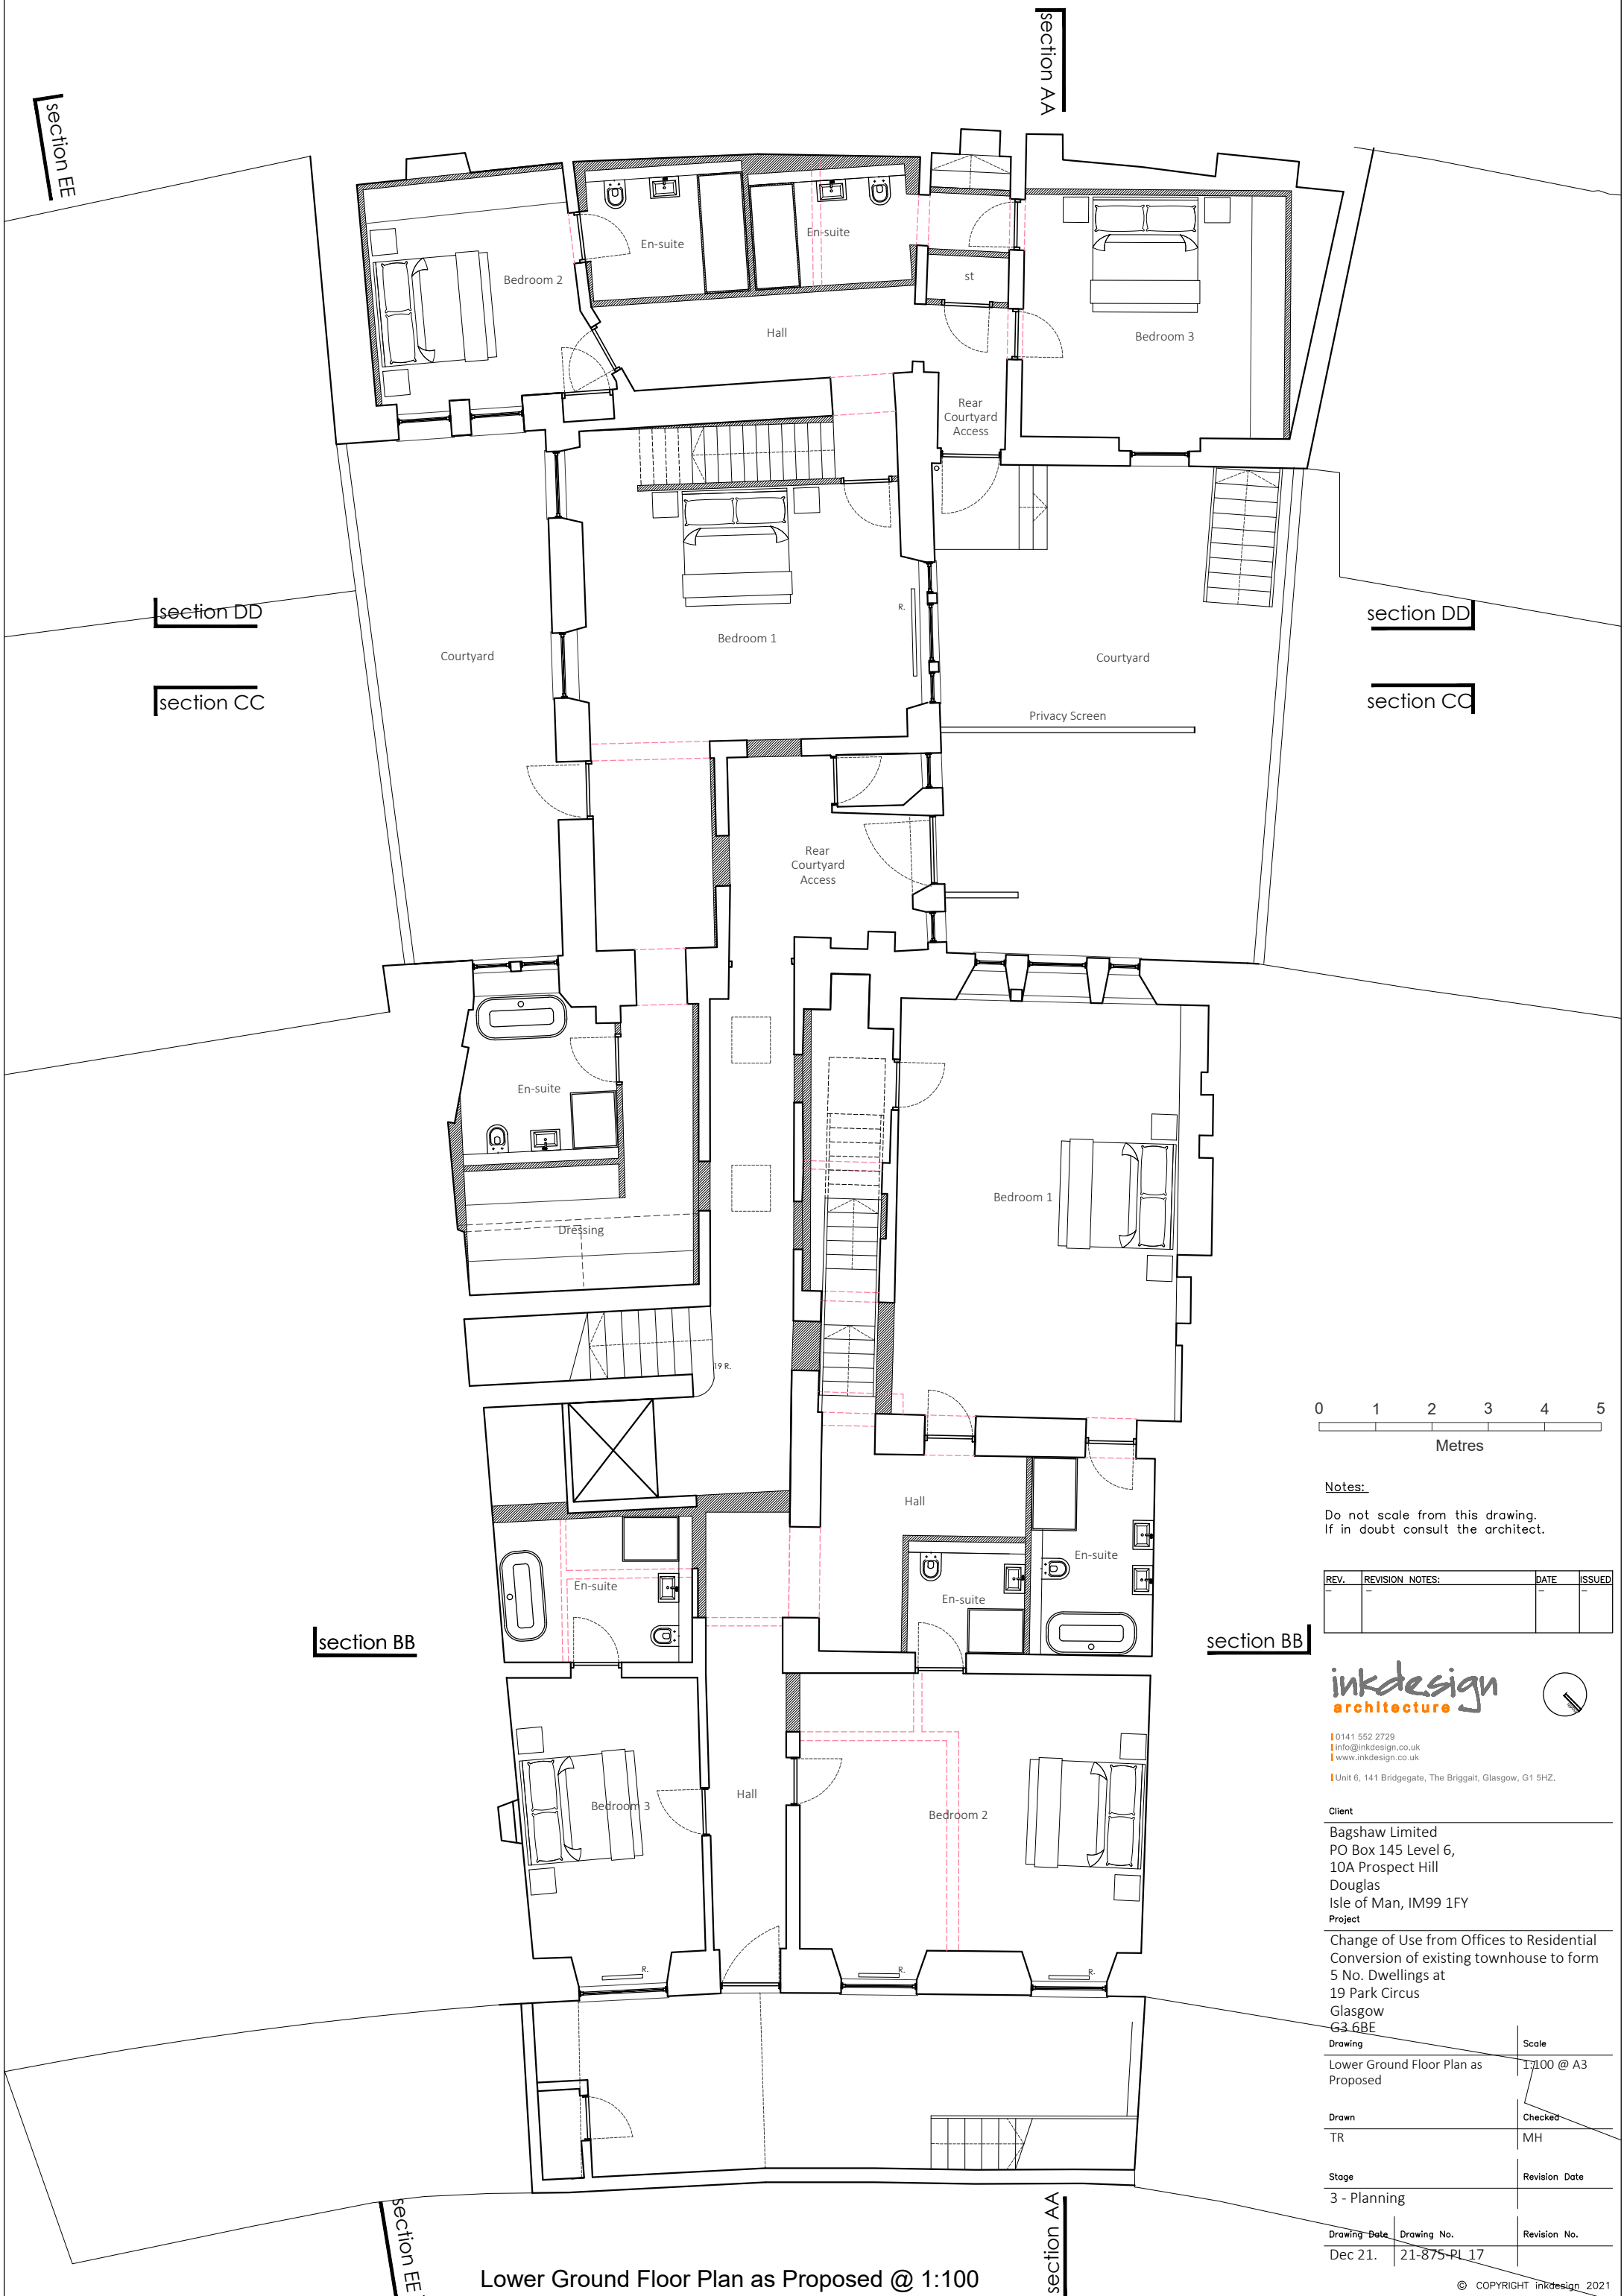 section AA
section EE
En-suite
En-suite
Bedroom 2
st
Hall
Bedroom 3
Rear
Courtyard
Access
section DD
section DD
R.
Bedroom 1
Courtyard
Courtyard
section CC
section CC
Privacy Screen
Rear
Courtyard
Access
En-suite
Bedroom 1
Dressing
19 R.
0 1 2 3 4 5
Metres
Notes:
Do not scale from this drawing.
If in doubt consult the architect.
Hall
En-suite
En-suite
En-suite
REV. REVISION NOTES: DATE ISSUED
– – – –
section BB
section BB
inkdesign
architecture
0141 552 2729
info@inkdesign.co.uk
www.inkdesign.co.uk
Unit 6, 141 Bridgegate, The Briggait, Glasgow, G1 5HZ.
Bedroom 3
Hall
Bedroom 2
R.
R.
R.
Client
Bagshaw Limited
PO Box 145 Level 6,
10A Prospect Hill
Douglas
Isle of Man, IM99 1FY
Project
Change of Use from Offices to Residential
Conversion of existing townhouse to form
5 No. Dwellings at
19 Park Circus
Glasgow
G3 6BE
Drawing Scale
Lower Ground Floor Plan as 1:100 @ A3
Proposed
Drawn Checked
TR MH
Stage Revision Date
3 - Planning
Drawing Date Drawing No. Revision No.
Dec 21. 21-875-PL 17
section EE
section AA
Lower Ground Floor Plan as Proposed @ 1:100
© COPYRIGHT inkdesign 2021